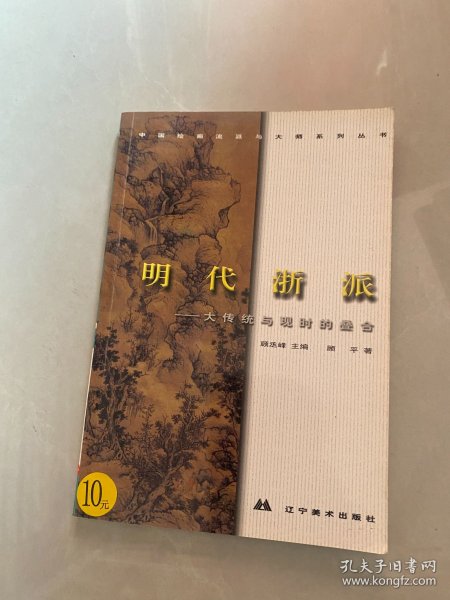 中国绘画流派与大师系列丛书
明代浙派
——大传统与现时的叠合
顾丞峰 主编 顾 平 著
10元
辽宁美术出版社
孔夫子旧书网
www.kongfz.com